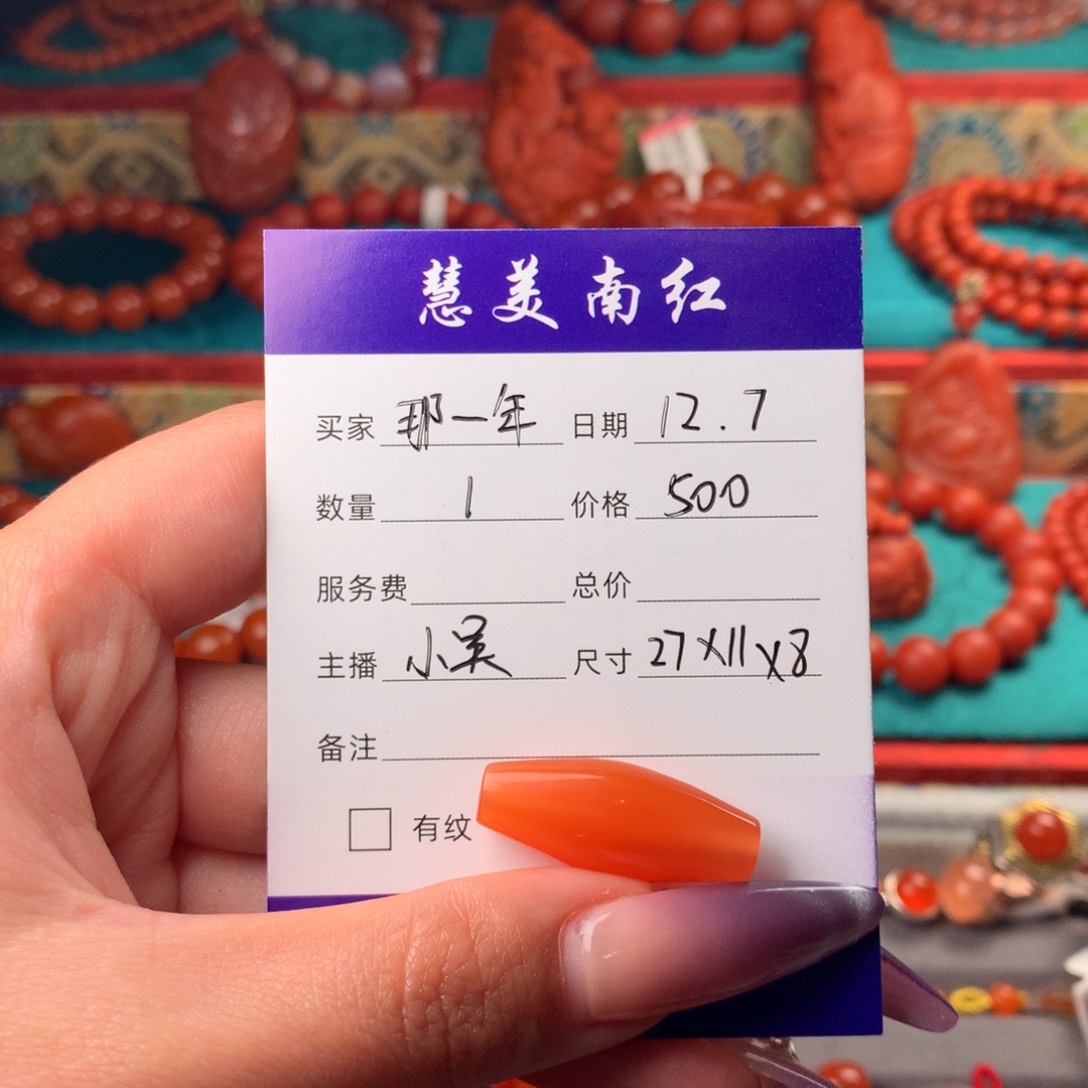 慧美南红
买家 那一年 日期 12.7
数量 1 价格 500
服务费 总价
主播 小吴 尺寸 27X11X8
备注
有纹